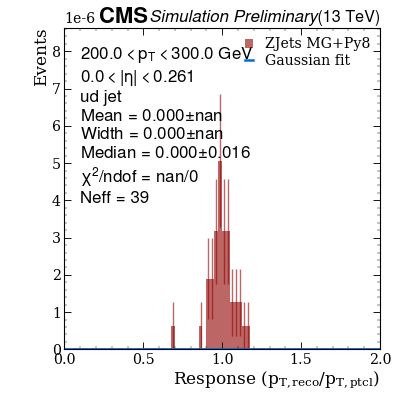 1e-6 CMS Simulation Preliminary (13 TeV)
200.0 < p_T < 300.0 GeV
0.0 < |η| < 0.261
ud jet
Mean = 0.000±nan
Width = 0.000±nan
Median = 0.000±0.016
χ²/ndof = nan/0
Neff = 39
ZJets MG+Py8
Gaussian fit
Events
8
7
6
5
4
3
2
1
0
0.0 0.5 1.0 1.5 2.0
Response (p_T,reco/p_T,ptcl)